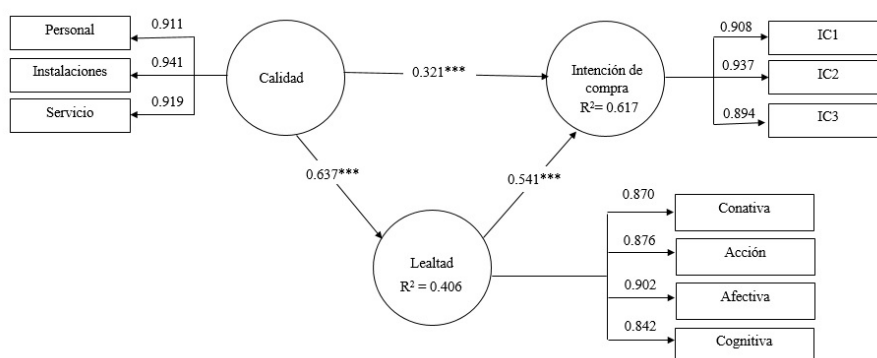 Personal
0.911
Instalaciones
0.941
Servicio
0.919
Calidad
0.321***
Intención de
compra
R²= 0.617
0.908
IC1
0.937
IC2
0.894
IC3
0.637***
0.541***
Lealtad
R² = 0.406
0.870
Conativa
0.876
Acción
0.902
Afectiva
0.842
Cognitiva